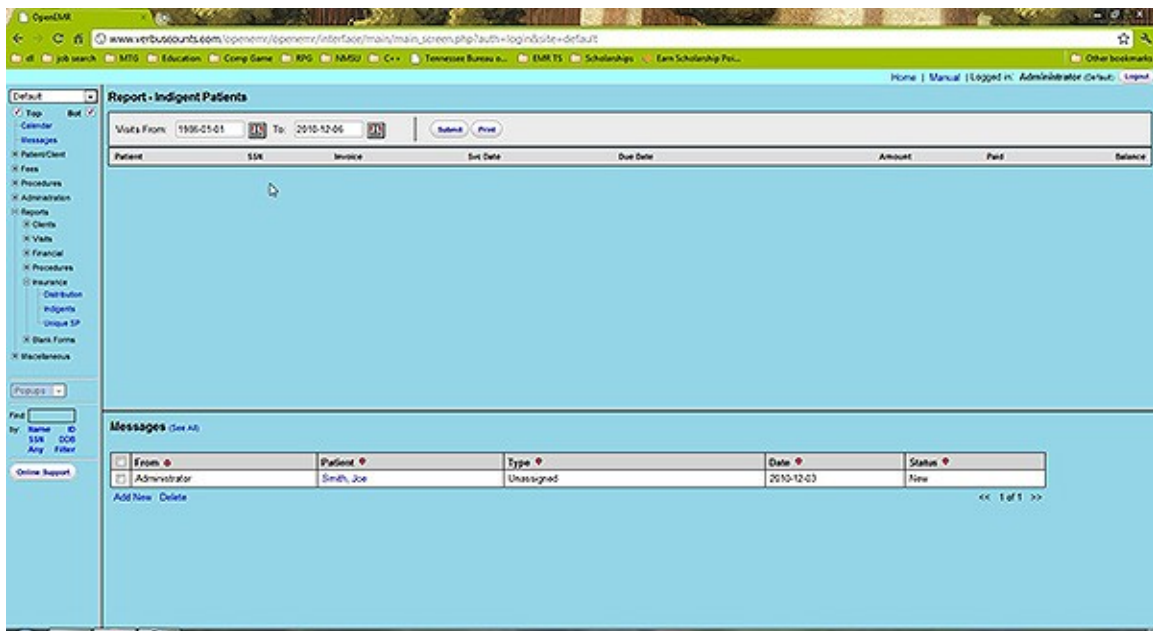 OpenEMR
www.verbuscounts.com/openemr/openemr/interface/main/main_screen.php?auth=login&site=default
dl job search MTG Education Comp Game RPG NMSU C++ Tennessee Bureau o... EMR TS Scholarships Earn Scholarship Poi... Other bookmarks
Home | Manual | Logged in: Administrator (Default) Logout
Default
Top Bot
Calendar
Messages
Patient/Client
Fees
Procedures
Administration
Reports
Clients
Visits
Financial
Procedures
Insurance
Distribution
Indigents
Unique SP
Blank Forms
Miscellaneous
Popups
Find
by: Name ID
SSN DOB
Any Filter
Online Support
Report - Indigent Patients
Visits From: To: 2010-12-06 Submit Print
Patient SSN Invoice Svc Date Due Date Amount Paid Balance
Messages (See All)
From Patient Type Date Status
Administrator Smith, Joe Unassigned 2010-12-03 New
Add New Delete << 1 of 1 >>